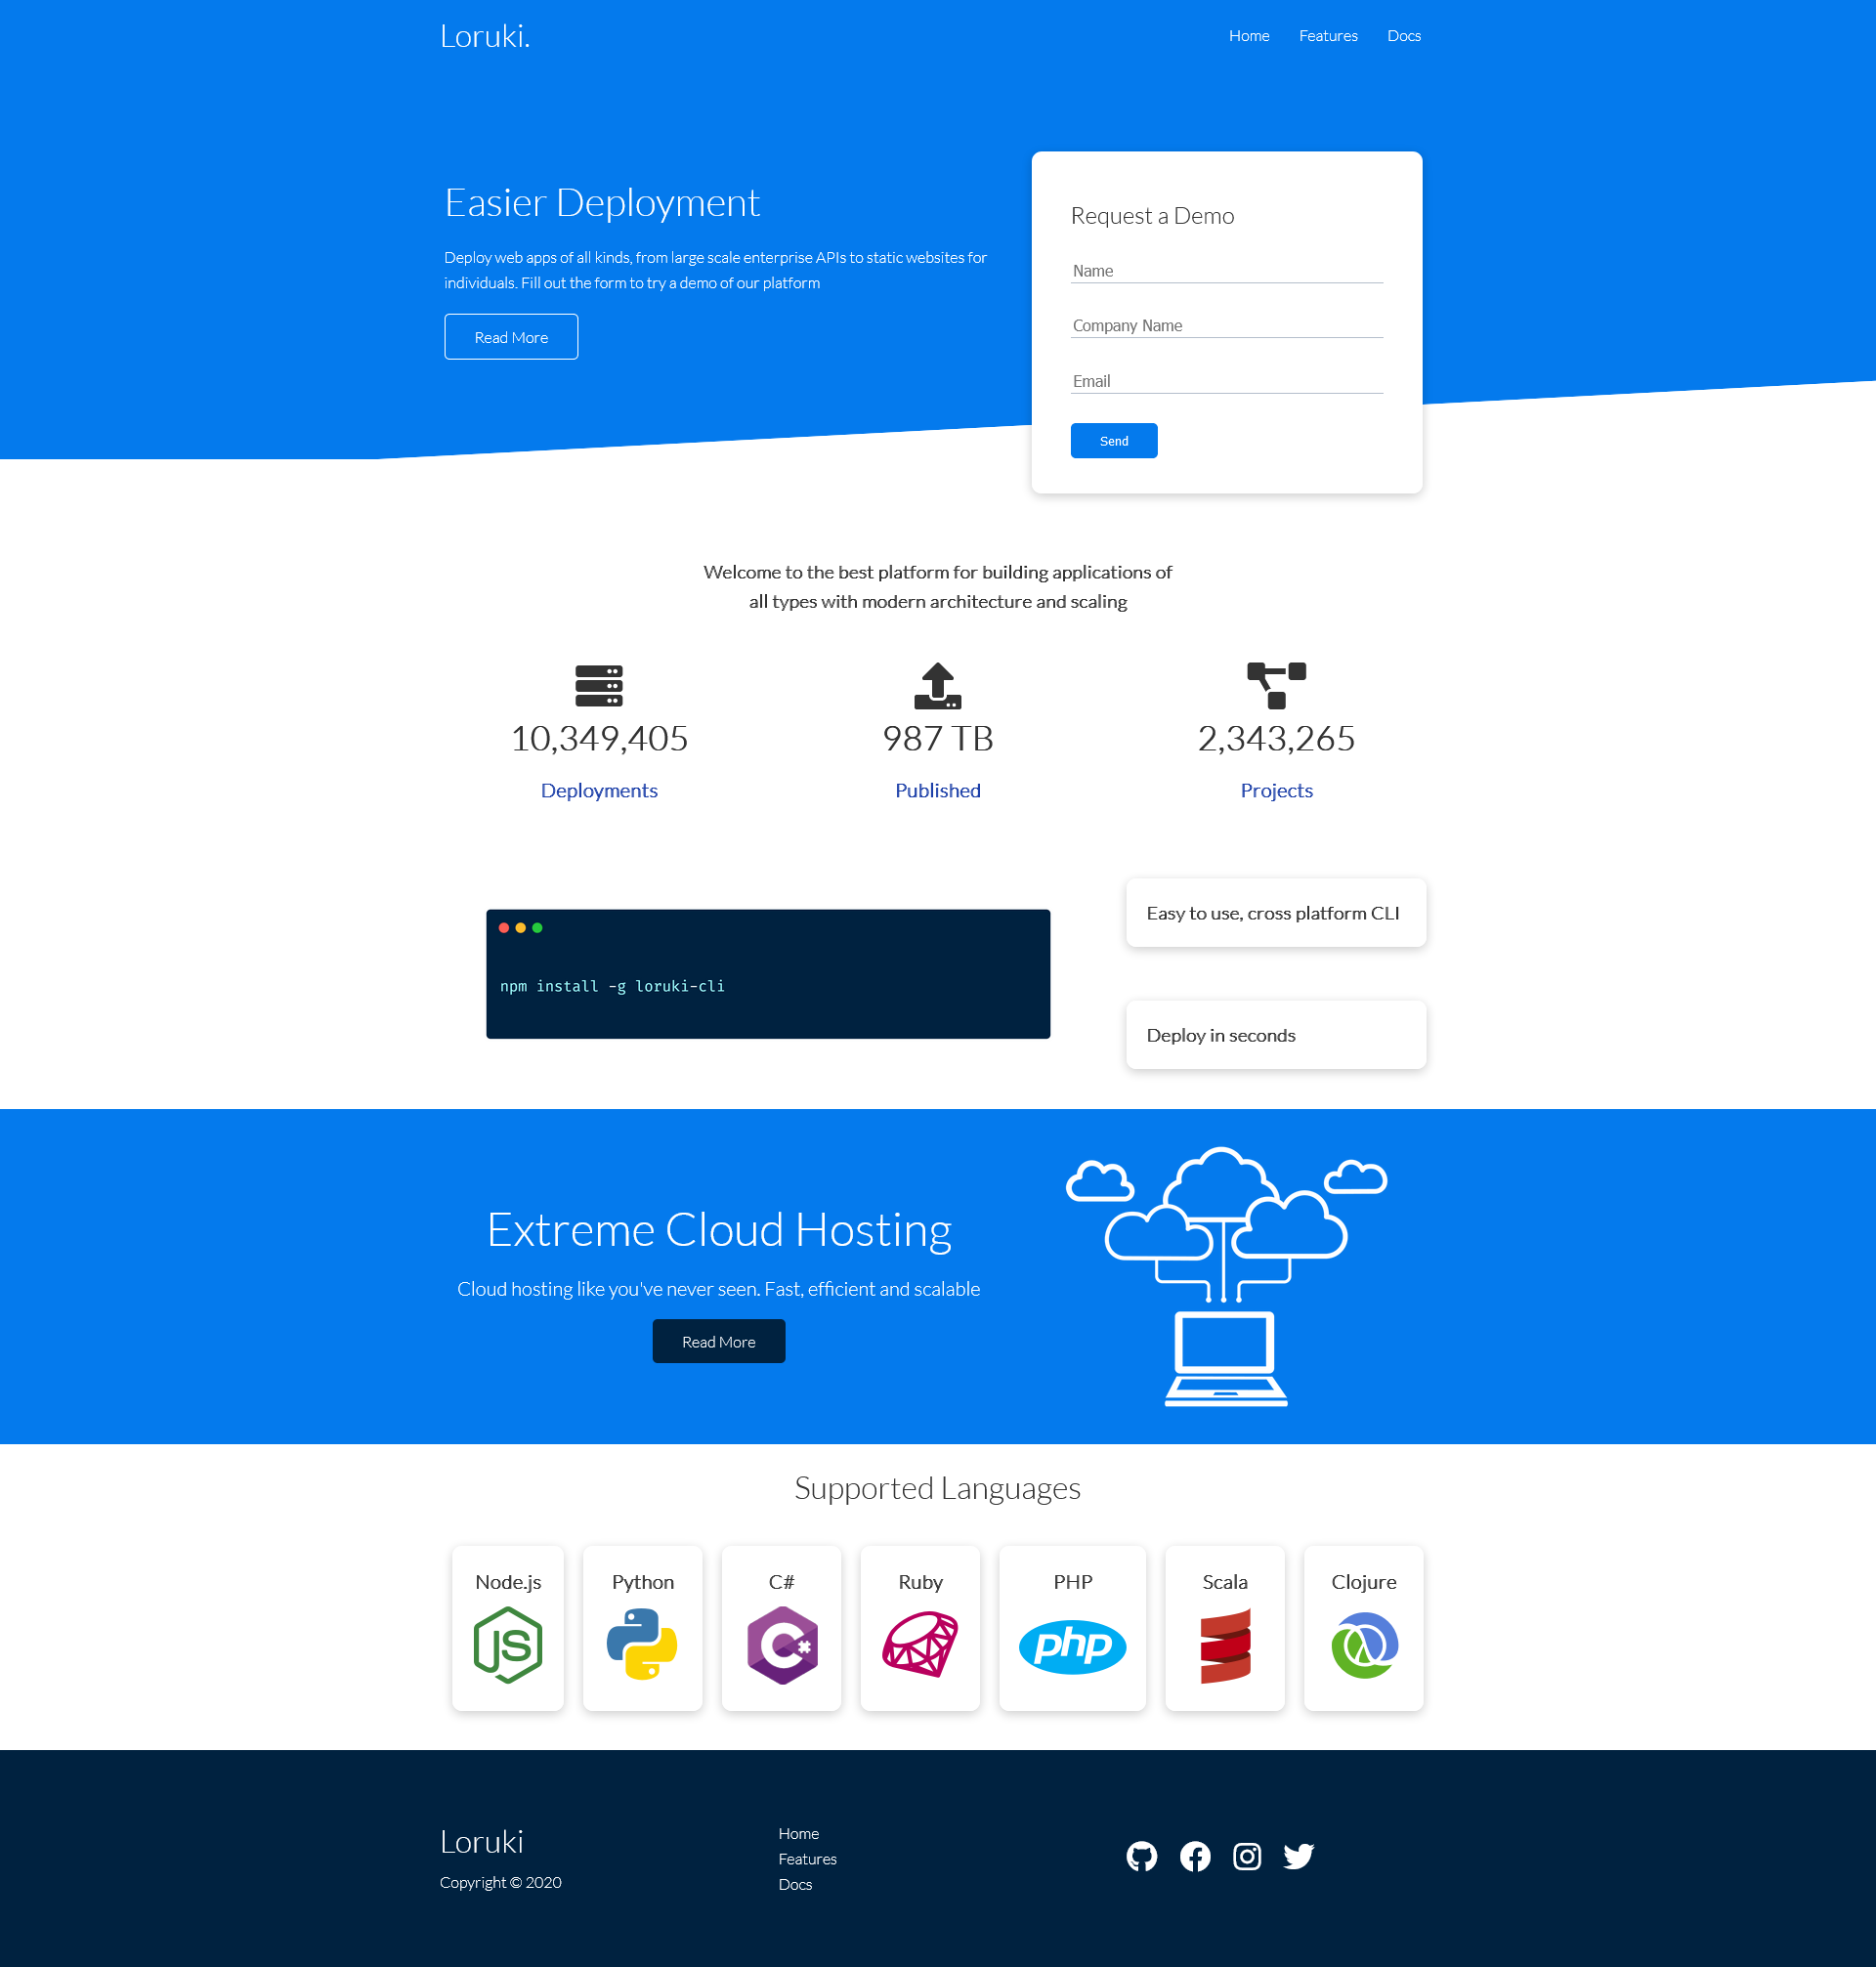 Loruki.
Home Features Docs
Easier Deployment
Deploy web apps of all kinds, from large scale enterprise APIs to static websites for
individuals. Fill out the form to try a demo of our platform
Read More
Request a Demo
Name
Company Name
Email
Send
Welcome to the best platform for building applications of
all types with modern architecture and scaling
10,349,405
Deployments
987 TB
Published
2,343,265
Projects
npm install -g loruki-cli
Easy to use, cross platform CLI
Deploy in seconds
Extreme Cloud Hosting
Cloud hosting like you've never seen. Fast, efficient and scalable
Read More
Supported Languages
Node.js
JS
Python
C#
C#
Ruby
PHP
php
Scala
Clojure
Loruki
Copyright © 2020
Home
Features
Docs